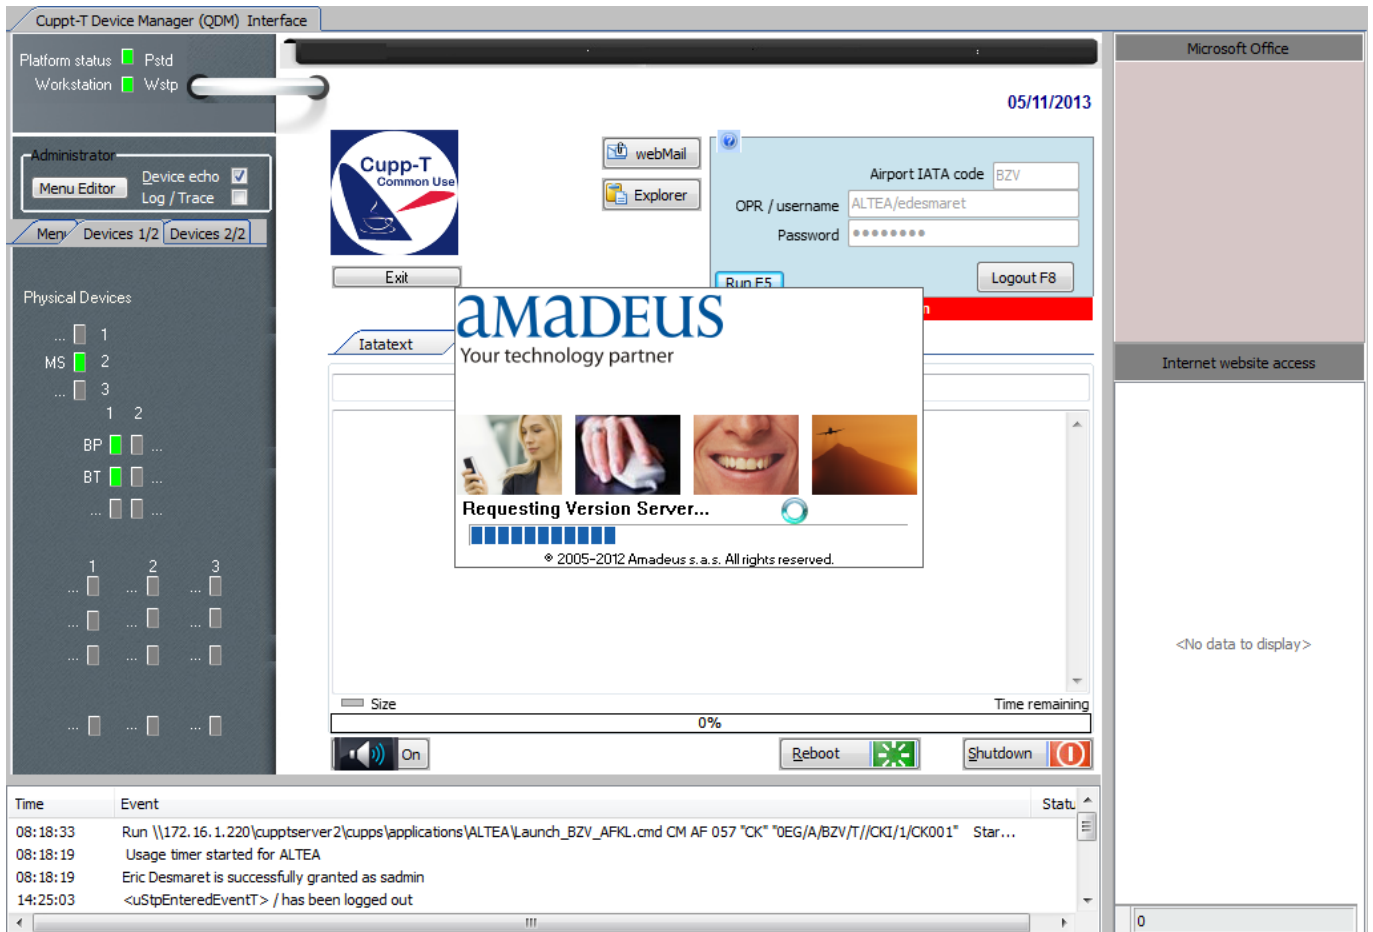 Cuppt-T Device Manager (QDM) Interface
Platform status Pstd
Workstation Wstp
Administrator
Menu Editor
Device echo
Log / Trace
Devices 1/2 Devices 2/2
Physical Devices
... 1
MS 2
... 3
1 2
BP ...
BT ...
... ...
1 2 3
... ... ...
... ... ...
... ... ...
... ... ...
05/11/2013
Cupp-T
Common Use
Exit
webMail
Explorer
Airport IATA code BZV
OPR / username ALTEA/edesmaret
Password ●●●●●●●●
Run F5
Logout F8
Iatatext
amadeus
Your technology partner
Requesting Version Server...
© 2005-2012 Amadeus s.a.s. All rights reserved.
Size Time remaining
0%
On
Reboot
Shutdown
Microsoft Office
Internet website access
<No data to display>
0
Time Event Statu
08:18:33 Run \\172.16.1.220\cupptserver2\cupps\applications\ALTEA\Launch_BZV_AFKL.cmd CM AF 057 "CK" "0EG/A/BZV/T//CKI/1/CK001" Star...
08:18:19 Usage timer started for ALTEA
08:18:19 Eric Desmaret is successfully granted as sadmin
14:25:03 <uStpEnteredEventT> / has been logged out